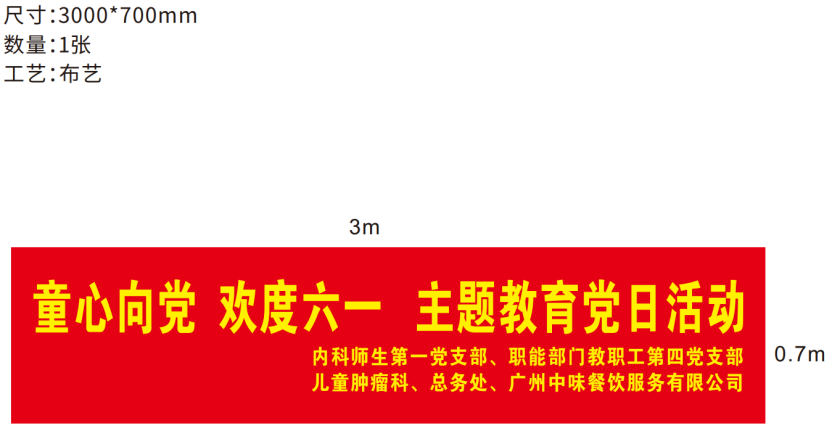 尺寸:3000*700mm
数量:1张
工艺:布艺
3m
童心向党 欢度六一 主题教育党日活动
内科师生第一党支部、职能部门教职工第四党支部
0.7m
儿童肿瘤科、总务处、广州中味餐饮服务有限公司